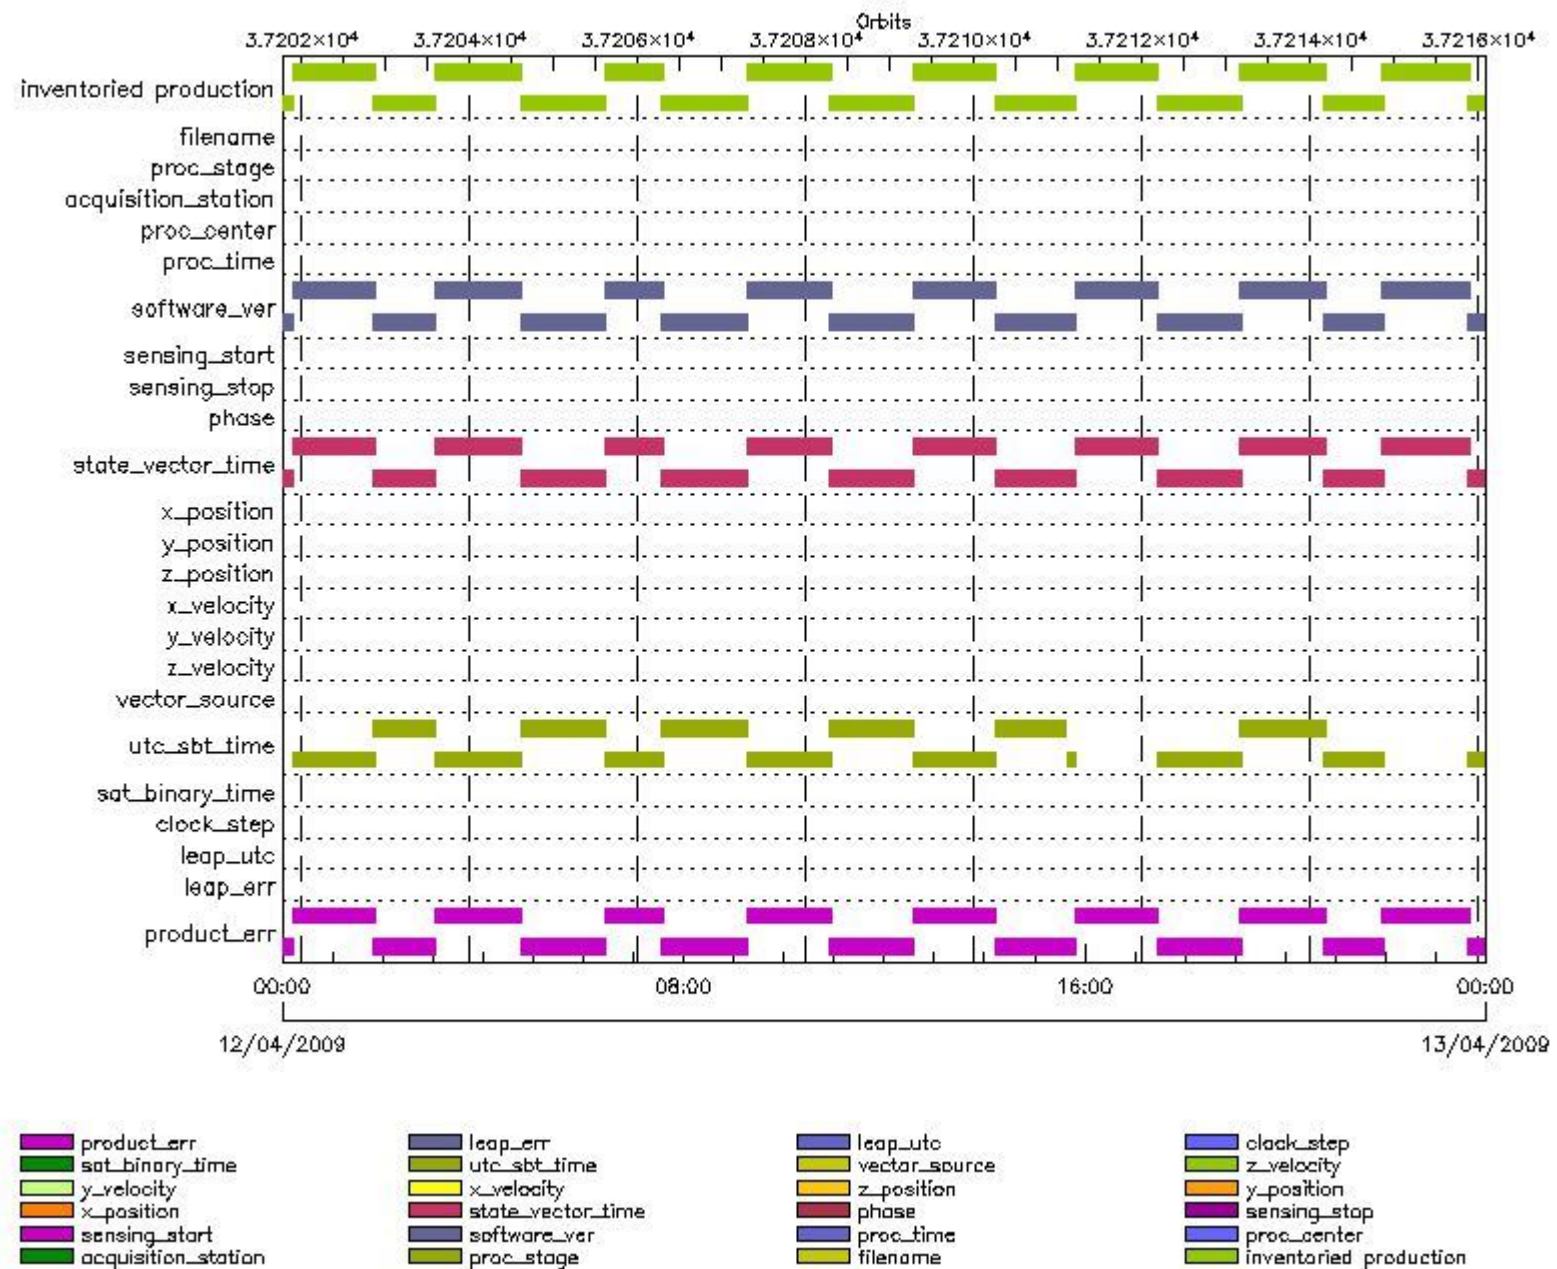 Orbits
3.7202×10⁴ 3.7204×10⁴ 3.7206×10⁴ 3.7208×10⁴ 3.7210×10⁴ 3.7212×10⁴ 3.7214×10⁴ 3.7216×10⁴
inventoried production
filename
proc_stage
acquisition_station
proc_center
proc_time
software_ver
sensing_start
sensing_stop
phase
state_vector_time
x_position
y_position
z_position
x_velocity
y_velocity
z_velocity
vector_source
utc_sbt_time
sat_binary_time
clock_step
leap_utc
leap_err
product_err
00:00 08:00 16:00 00:00
12/04/2009 13/04/2009
product_err leap_err leap_utc clock_step
sat_binary_time utc_sbt_time vector_source z_velocity
y_velocity x_velocity z_position y_position
x_position state_vector_time phase sensing_stop
sensing_start software_ver proc_time proc_center
acquisition_station proc_stage filename inventoried production